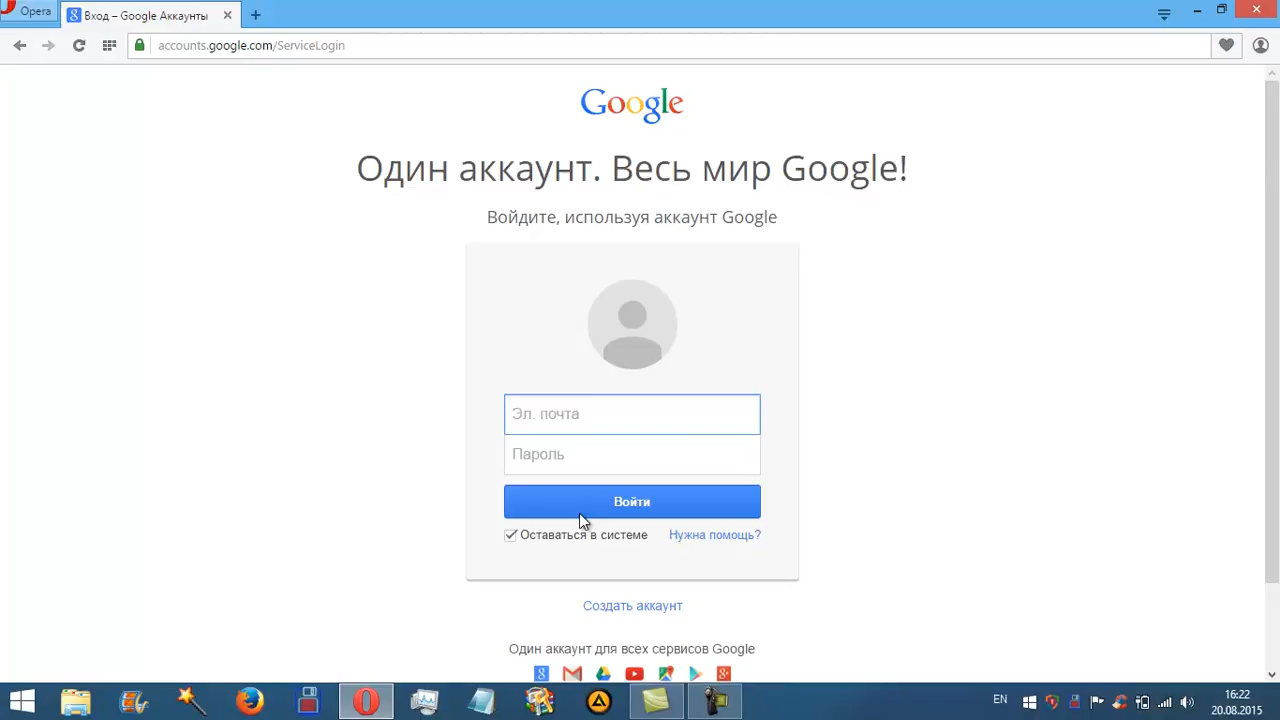 Opera
Вход – Google Аккаунты
accounts.google.com/ServiceLogin
Google
Один аккаунт. Весь мир Google!
Войдите, используя аккаунт Google
Эл. почта
Пароль
Войти
Оставаться в системе
Нужна помощь?
Создать аккаунт
Один аккаунт для всех сервисов Google
EN
16:22
20.08.2015